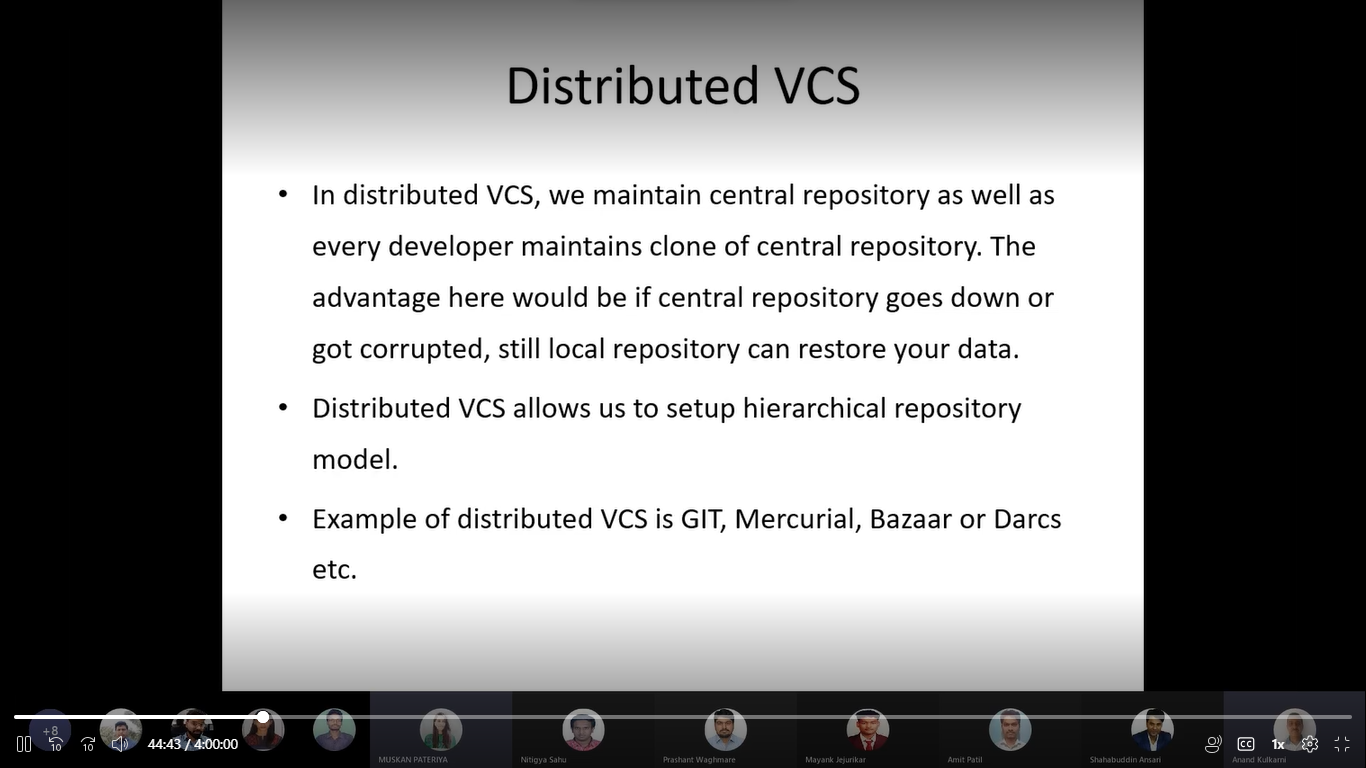 Distributed VCS
• In distributed VCS, we maintain central repository as well as
every developer maintains clone of central repository. The
advantage here would be if central repository goes down or
got corrupted, still local repository can restore your data.
• Distributed VCS allows us to setup hierarchical repository
model.
• Example of distributed VCS is GIT, Mercurial, Bazaar or Darcs
etc.
+8
10 10 44:43 / 4:00:00 CC 1x
MUSKAN PATERIYA Nitigya Sahu Prashant Waghmare Mayank Jejurikar Amit Patil Shahabuddin Ansari Anand Kulkarni